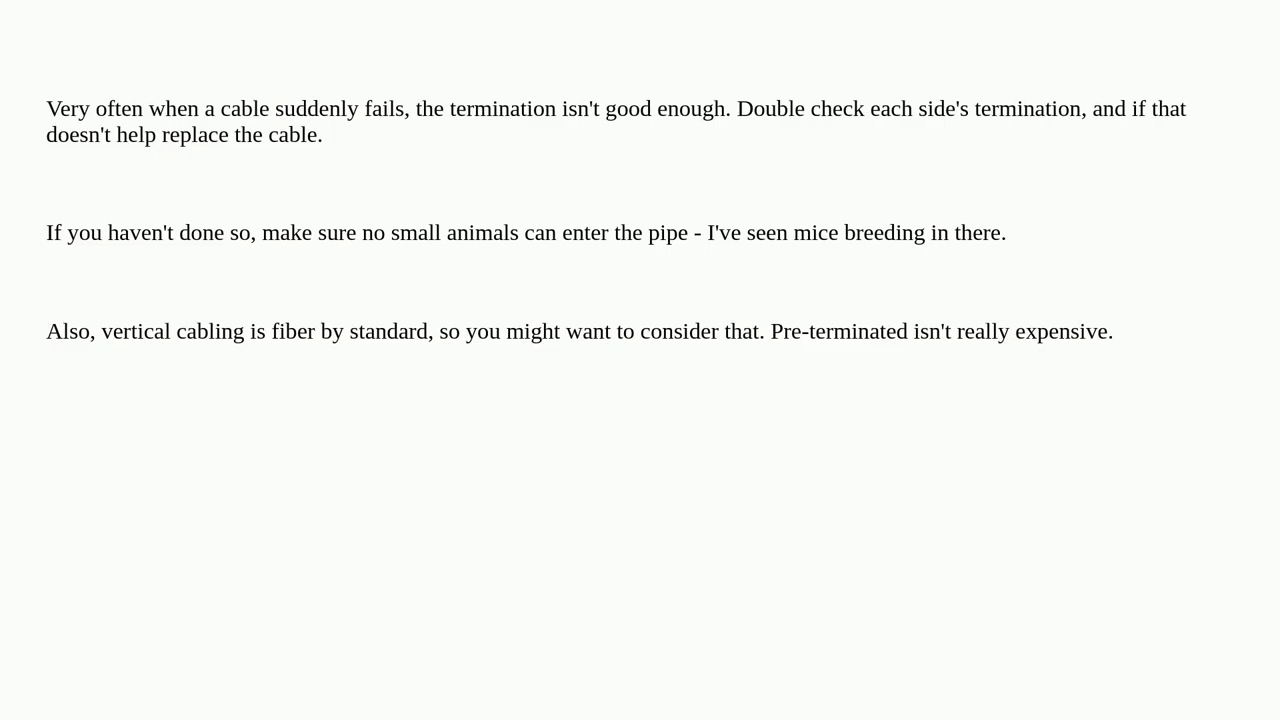 Very often when a cable suddenly fails, the termination isn't good enough. Double check each side's termination, and if that
doesn't help replace the cable.
If you haven't done so, make sure no small animals can enter the pipe - I've seen mice breeding in there.
Also, vertical cabling is fiber by standard, so you might want to consider that. Pre-terminated isn't really expensive.